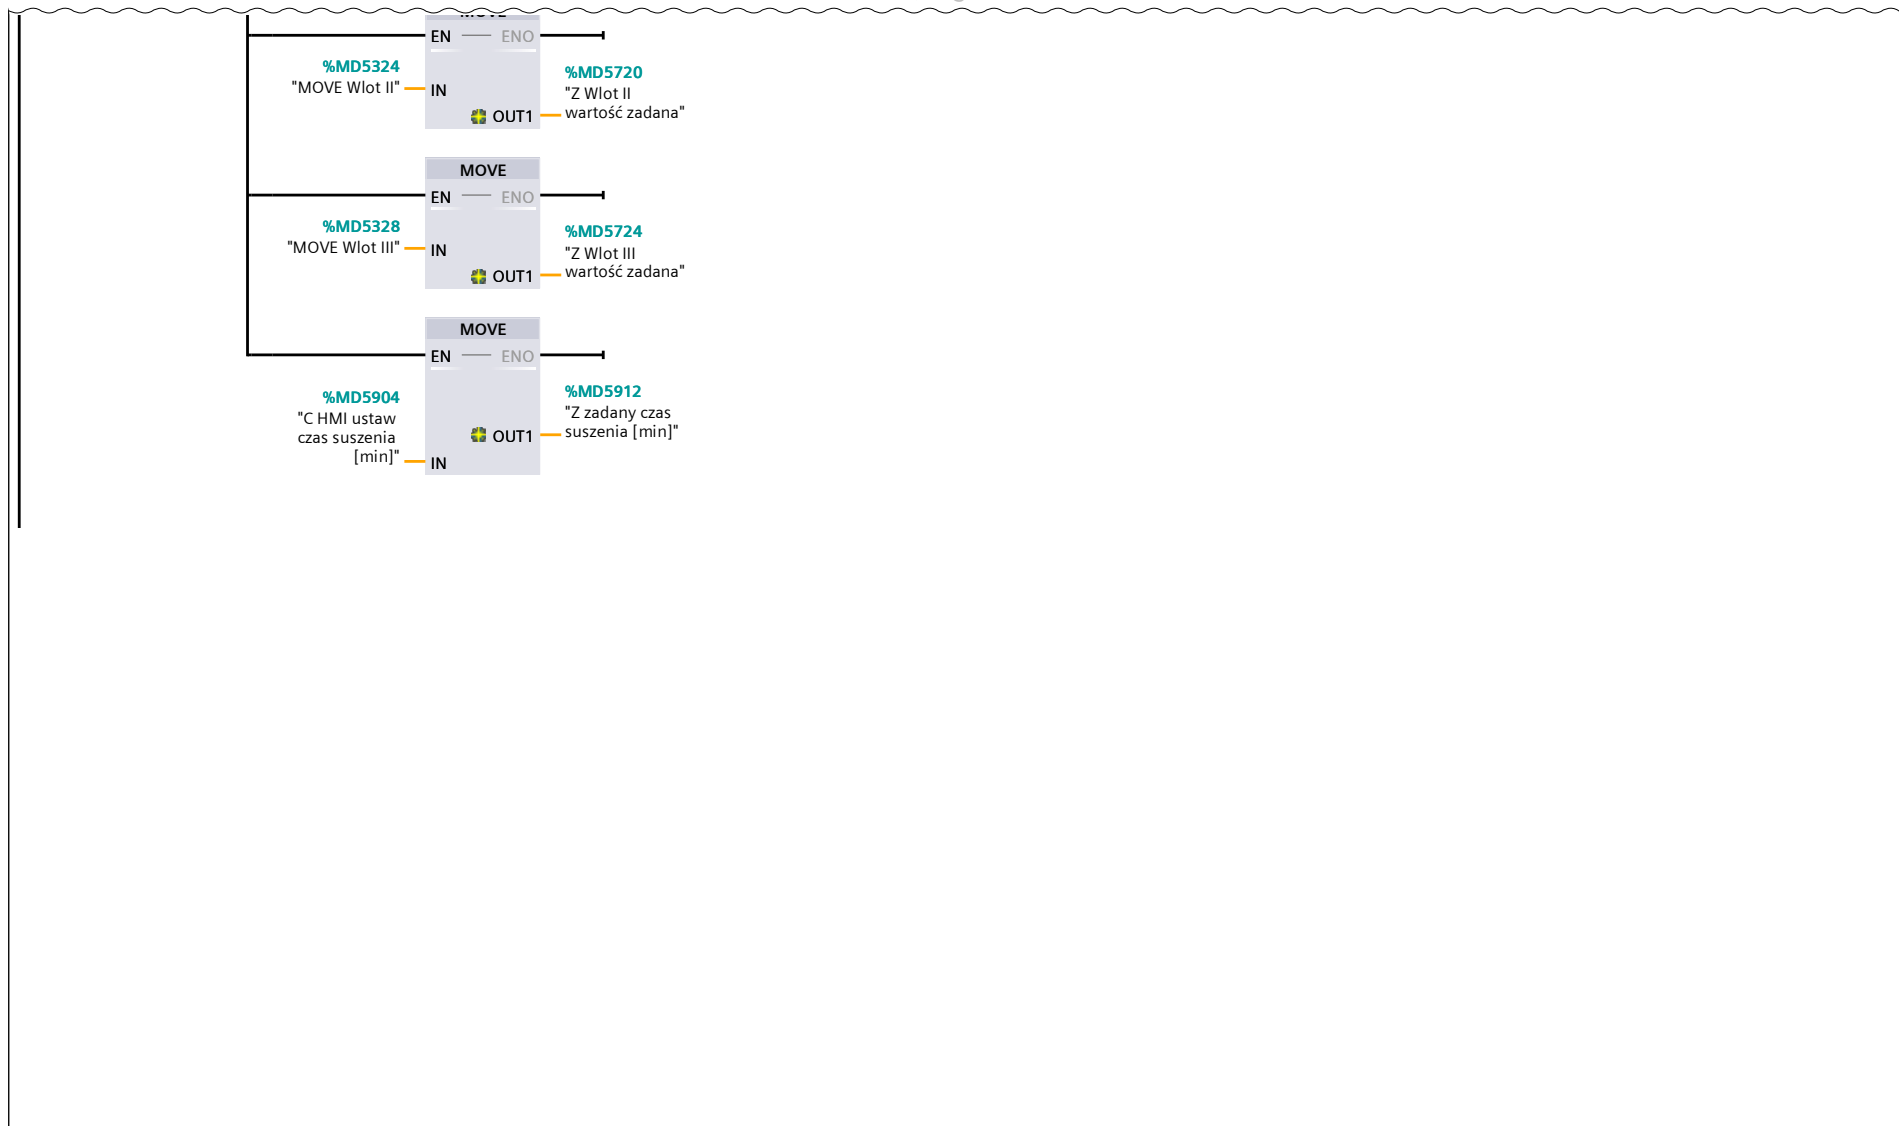 MOVE
EN ENO
%MD5324
"MOVE Wlot II"
IN
OUT1
%MD5720
"Z Wlot II
wartość zadana"
MOVE
EN ENO
%MD5328
"MOVE Wlot III"
IN
OUT1
%MD5724
"Z Wlot III
wartość zadana"
MOVE
EN ENO
%MD5904
"C HMI ustaw
czas suszenia
[min]"
IN
OUT1
%MD5912
"Z zadany czas
suszenia [min]"